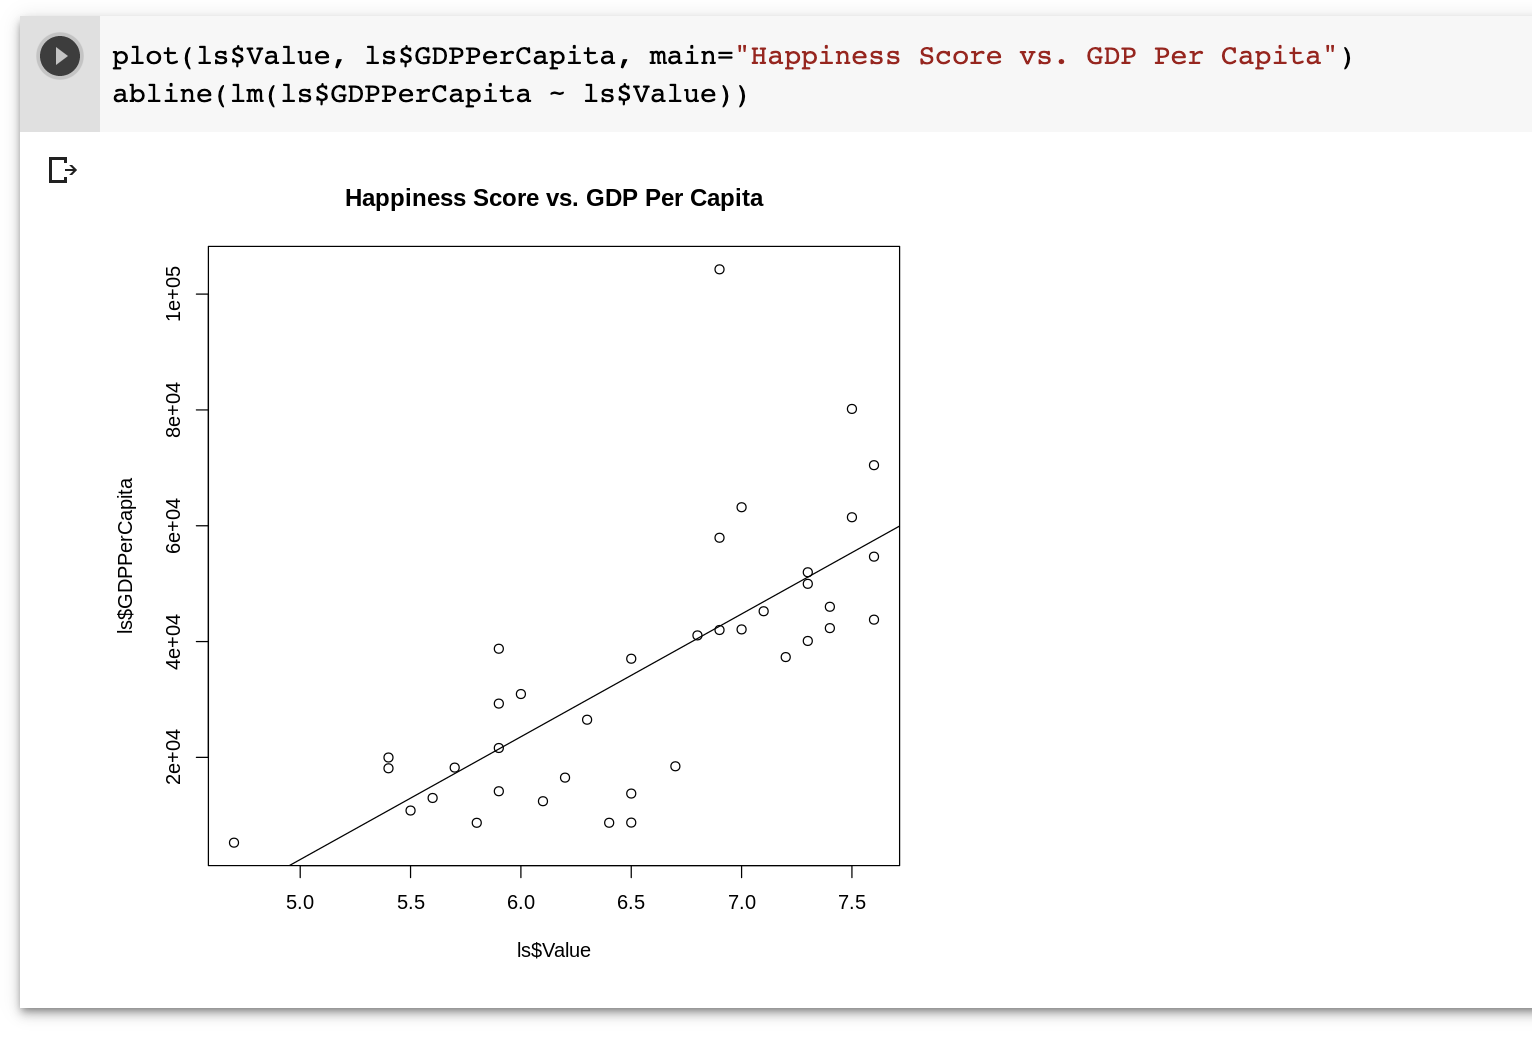 plot(ls$Value, ls$GDPPerCapita, main="Happiness Score vs. GDP Per Capita")
abline(lm(ls$GDPPerCapita ~ ls$Value))
Happiness Score vs. GDP Per Capita
1e+05
8e+04
6e+04
4e+04
2e+04
ls$GDPPerCapita
5.0 5.5 6.0 6.5 7.0 7.5
ls$Value